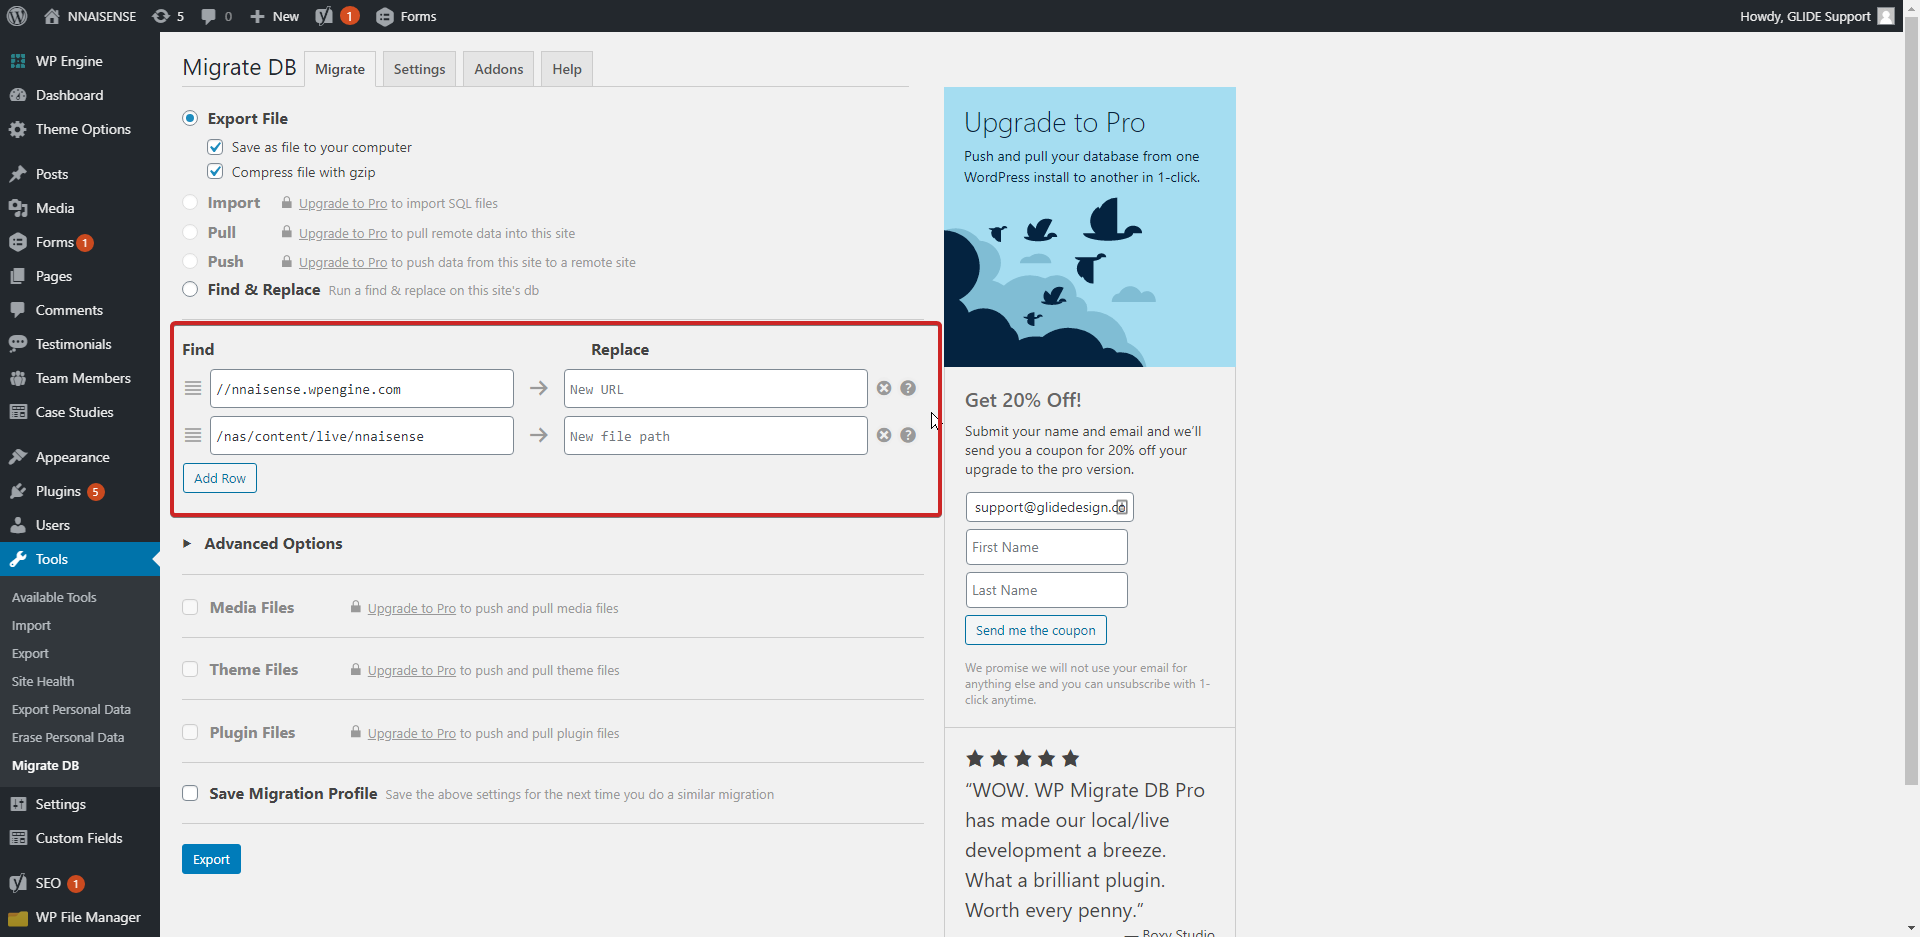 NNAISENSE 5 0 New 1 Forms Howdy, GLIDE Support
WP Engine
Dashboard
Theme Options
Posts
Media
Forms 1
Pages
Comments
Testimonials
Team Members
Case Studies
Appearance
Plugins 5
Users
Tools
Available Tools
Import
Export
Site Health
Export Personal Data
Erase Personal Data
Migrate DB
Settings
Custom Fields
SEO 1
WP File Manager
Migrate DB Migrate Settings Addons Help
Export File
Save as file to your computer
Compress file with gzip
Import Upgrade to Pro to import SQL files
Pull Upgrade to Pro to pull remote data into this site
Push Upgrade to Pro to push data from this site to a remote site
Find & Replace Run a find & replace on this site's db
Find Replace
//nnaisense.wpengine.com New URL
/nas/content/live/nnaisense New file path
Add Row
Advanced Options
Media Files Upgrade to Pro to push and pull media files
Theme Files Upgrade to Pro to push and pull theme files
Plugin Files Upgrade to Pro to push and pull plugin files
Save Migration Profile Save the above settings for the next time you do a similar migration
Export
Upgrade to Pro
Push and pull your database from one
WordPress install to another in 1-click.
Get 20% Off!
Submit your name and email and we'll
send you a coupon for 20% off your
upgrade to the pro version.
support@glidedesign.co
First Name
Last Name
Send me the coupon
We promise we will not use your email for
anything else and you can unsubscribe with 1-
click anytime.
“WOW. WP Migrate DB Pro
has made our local/live
development a breeze.
What a brilliant plugin.
Worth every penny.”
— Boxy Studio